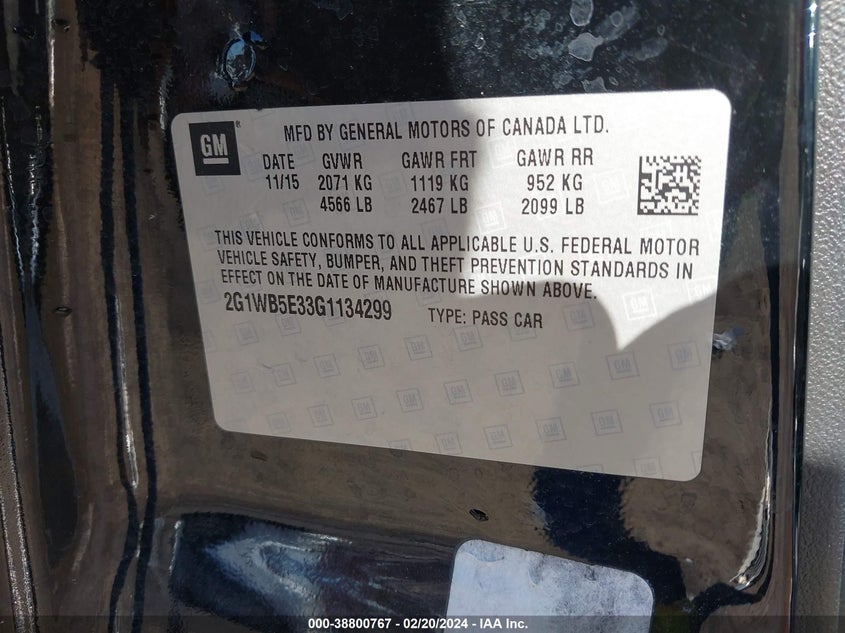 GM ®
MFD BY GENERAL MOTORS OF CANADA LTD.
DATE GVWR GAWR FRT GAWR RR
11/15 2071 KG 1119 KG 952 KG
4566 LB 2467 LB 2099 LB
THIS VEHICLE CONFORMS TO ALL APPLICABLE U.S. FEDERAL MOTOR
VEHICLE SAFETY, BUMPER, AND THEFT PREVENTION STANDARDS IN
EFFECT ON THE DATE OF MANUFACTURE SHOWN ABOVE.
2G1WB5E33G1134299 TYPE: PASS CAR
000-38800767 - 02/20/2024 - IAA Inc.